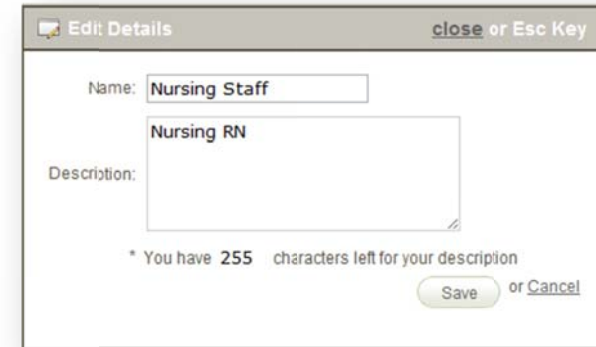 Edit Details close or Esc Key
Name: Nursing Staff
Nursing RN
Description:
* You have 255 characters left for your description
Save or Cancel